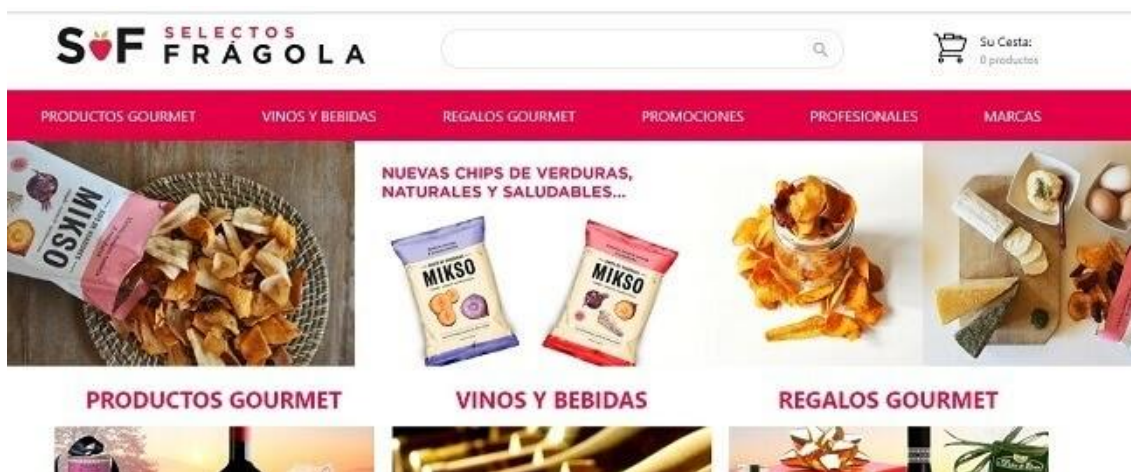 S F SELECTOS
FRÁGOLA
Su Cesta:
0 productos
PRODUCTOS GOURMET VINOS Y BEBIDAS REGALOS GOURMET PROMOCIONES PROFESIONALES MARCAS
NUEVAS CHIPS DE VERDURAS,
NATURALES Y SALUDABLES...
MIKSO
MIKSO
MIKSO
PRODUCTOS GOURMET VINOS Y BEBIDAS REGALOS GOURMET